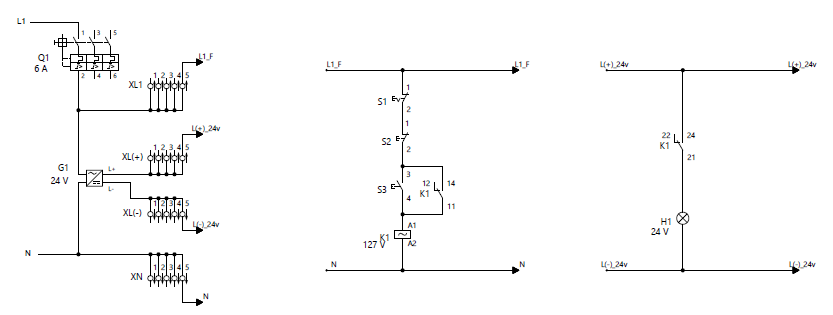 L1
1 3 5
Q1
6 A
2 4 6
L1_F
1 2 3 4 5
XL1
L(+)_24v
1 2 3 4 5
XL(+)
G1
24 V
L+
L-
1 2 3 4 5
XL(-)
L(-)_24v
N
1 2 3 4 5
XN
N
L1_F L1_F
1
S1
2
1
S2
2
3
S3
4
12 14
K1
11
A1
K1
127 V
A2
N N
L(+)_24v L(+)_24v
22 24
K1
21
H1
24 V
L(-)_24v L(-)_24v